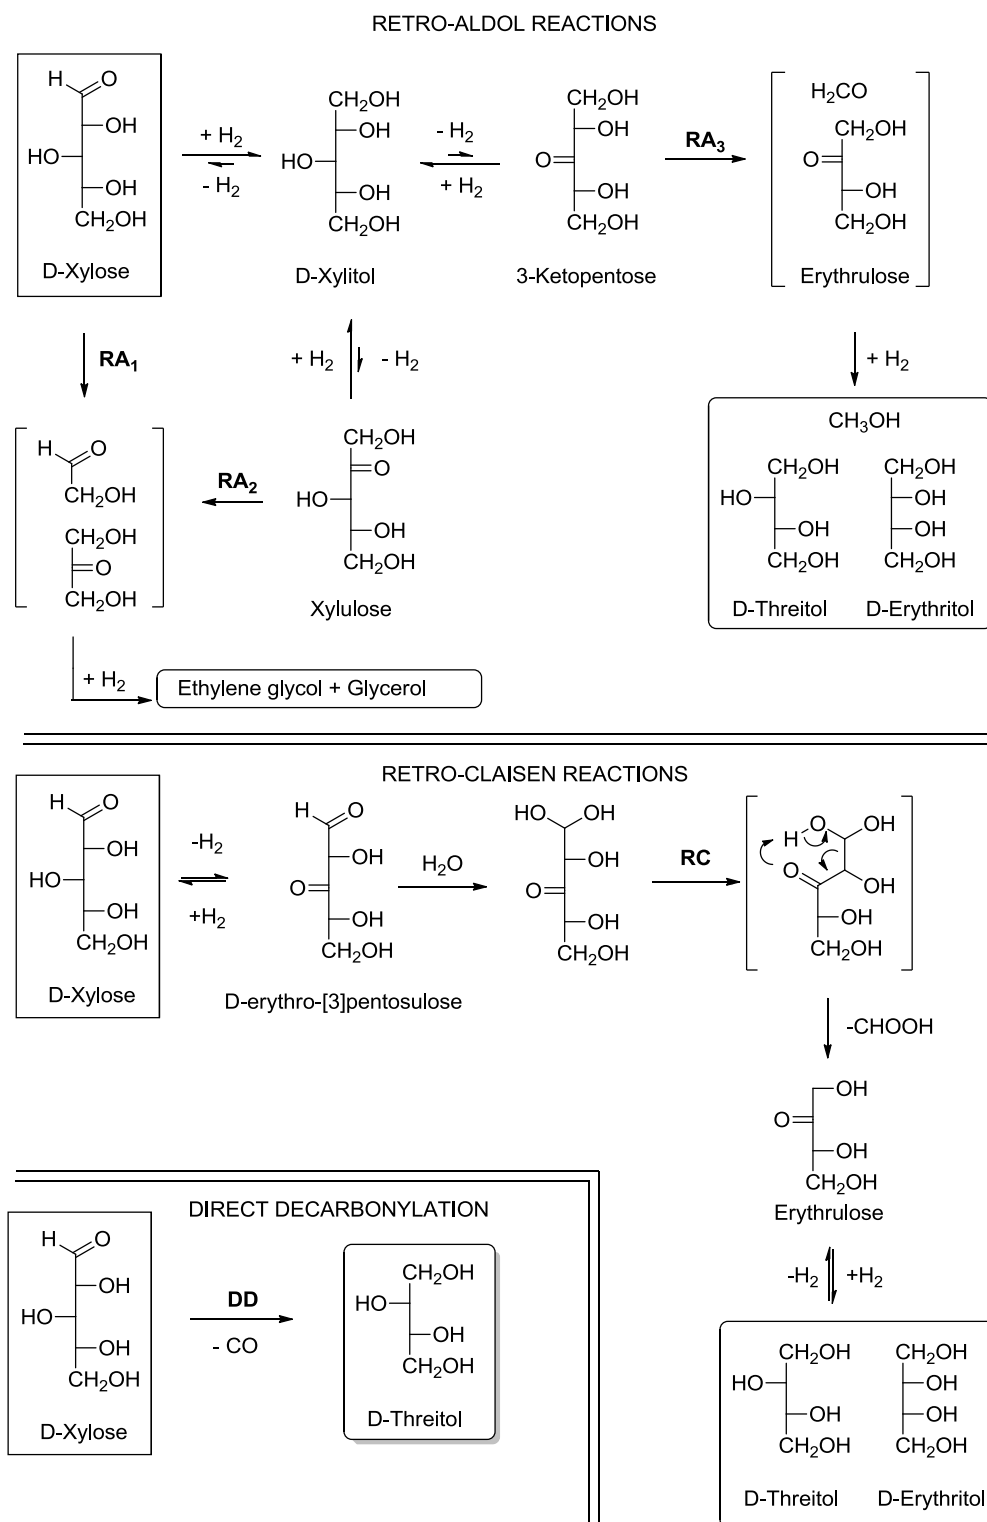 RETRO-ALDOL REACTIONS
H
O
OH
HO
OH
CH2OH
D-Xylose
+ H2
- H2
CH2OH
OH
HO
OH
CH2OH
D-Xylitol
- H2
+ H2
CH2OH
OH
O
OH
CH2OH
3-Ketopentose
RA3
H2CO
CH2OH
O
OH
CH2OH
Erythrulose
RA1
+ H2
- H2
+ H2
H
O
CH2OH
CH2OH
O
CH2OH
RA2
CH2OH
O
HO
OH
CH2OH
Xylulose
CH3OH
CH2OH
HO
OH
CH2OH
D-Threitol
CH2OH
OH
OH
CH2OH
D-Erythritol
+ H2
Ethylene glycol + Glycerol
RETRO-CLAISEN REACTIONS
H
O
OH
HO
OH
CH2OH
D-Xylose
-H2
+H2
H
O
OH
O
OH
CH2OH
D-erythro-[3]pentosulose
H2O
HO
OH
OH
O
OH
CH2OH
RC
H
O
OH
O
OH
OH
CH2OH
-CHOOH
OH
O
OH
CH2OH
Erythrulose
-H2
+H2
CH2OH
HO
OH
CH2OH
D-Threitol
CH2OH
OH
OH
CH2OH
D-Erythritol
DIRECT DECARBONYLATION
H
O
OH
HO
OH
CH2OH
D-Xylose
DD
- CO
CH2OH
HO
OH
CH2OH
D-Threitol